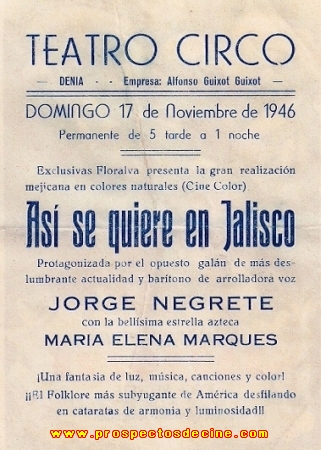 TEATRO CIRCO
— DENIA - - Empresa: Alfonso Guixot Guixot —
DOMINGO 17 de Noviembre de 1946
Permanente de 5 tarde a 1 noche
Exclusivas Floralva presenta la gran realización
mejicana en colores naturales (Cine Color)
Así se quiere en Jalisco
Protagonizada por el opuesto galán de más des-
lumbrante actualidad y barítono de arrolladora voz
JORGE NEGRETE
con la bellísima estrella azteca
MARIA ELENA MARQUES
¡Una fantasia de luz, música, canciones y color!
¡¡El Folklore más subyugante de América desfilando
en cataratas de armonia y luminosidad!!
www.prospectosdecine.com